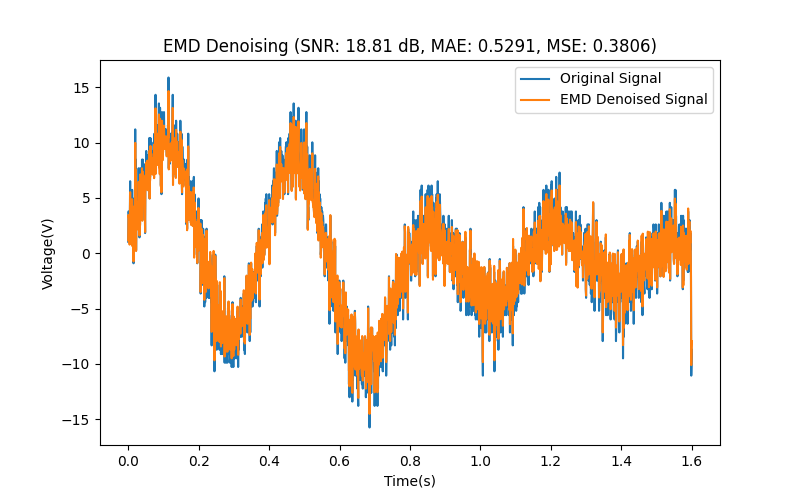 EMD Denoising (SNR: 18.81 dB, MAE: 0.5291, MSE: 0.3806)
Original Signal
EMD Denoised Signal
Voltage(V)
15
10
5
0
−5
−10
−15
0.0 0.2 0.4 0.6 0.8 1.0 1.2 1.4 1.6
Time(s)